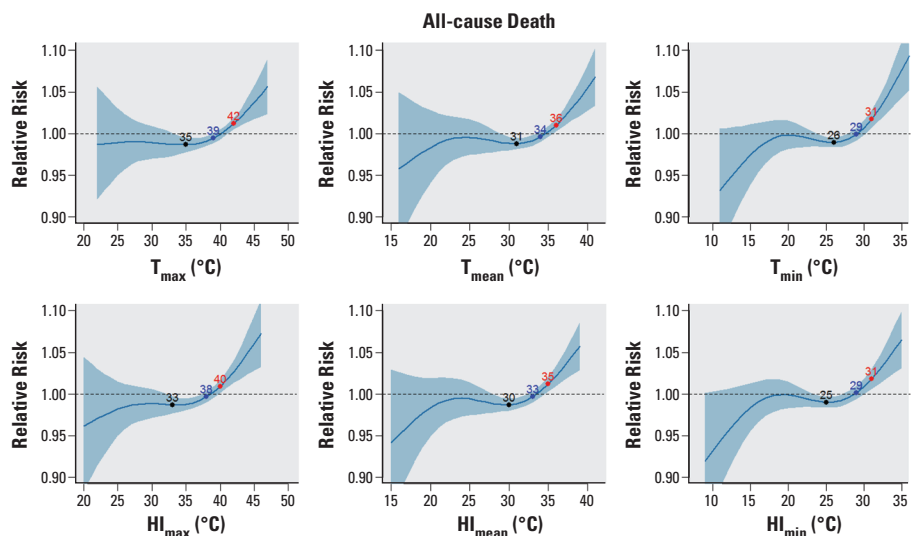 All-cause Death
Relative Risk
1.10
1.05
1.00
0.95
0.90
35
39
42
20 25 30 35 40 45 50
Tmax (°C)
Relative Risk
1.10
1.05
1.00
0.95
0.90
31
34
36
15 20 25 30 35 40
Tmean (°C)
Relative Risk
1.10
1.05
1.00
0.95
0.90
26
29
31
10 15 20 25 30 35
Tmin (°C)
Relative Risk
1.10
1.05
1.00
0.95
0.90
33
38
40
20 25 30 35 40 45 50
HImax (°C)
Relative Risk
1.10
1.05
1.00
0.95
0.90
30
33
35
15 20 25 30 35 40
HImean (°C)
Relative Risk
1.10
1.05
1.00
0.95
0.90
25
29
31
10 15 20 25 30 35
HImin (°C)